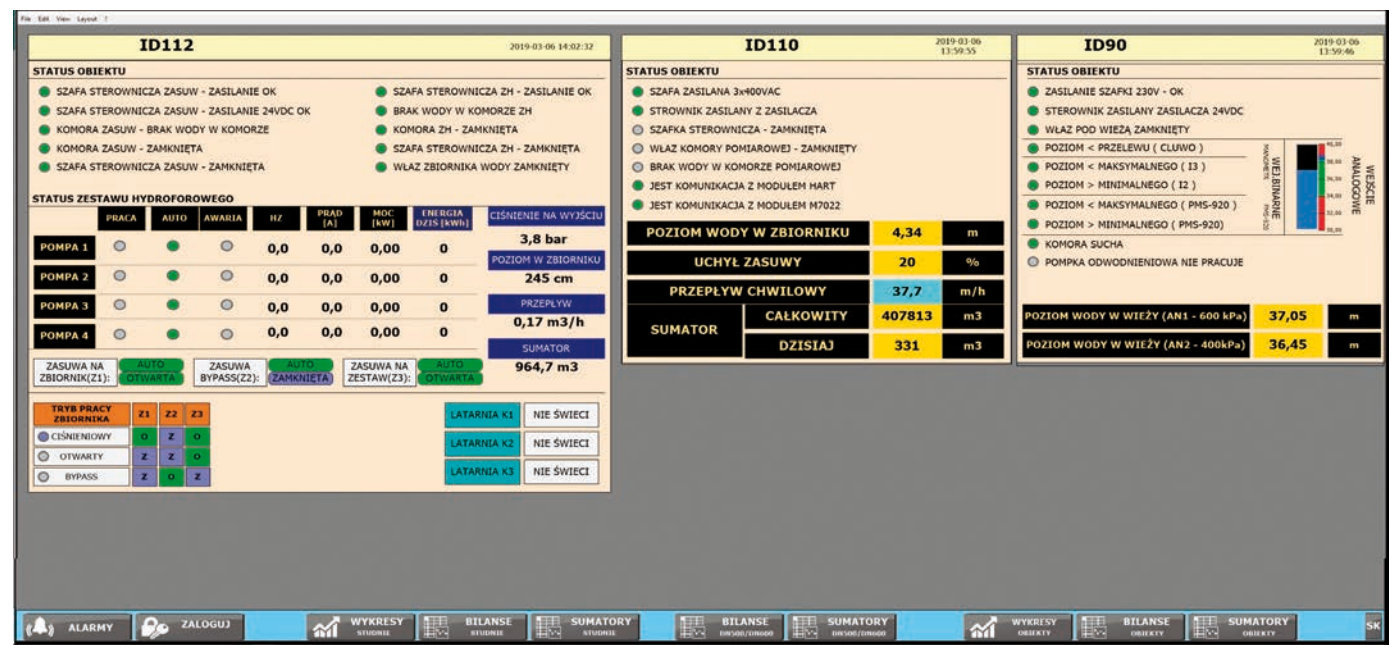 File Edit View Layout ?
ID112
2019-03-06 14:02:32
STATUS OBIEKTU
SZAFA STEROWNICZA ZASUW - ZASILANIE OK
SZAFA STEROWNICZA ZASUW - ZASILANIE 24VDC OK
KOMORA ZASUW - BRAK WODY W KOMORZE
KOMORA ZASUW - ZAMKNIĘTA
SZAFA STEROWNICZA ZASUW - ZAMKNIĘTA
SZAFA STEROWNICZA ZH - ZASILANIE OK
BRAK WODY W KOMORZE ZH
KOMORA ZH - ZAMKNIĘTA
SZAFA STEROWNICZA ZH - ZAMKNIĘTA
WŁAZ ZBIORNIKA WODY ZAMKNIĘTY
STATUS ZESTAWU HYDROFOROWEGO
PRACA AUTO AWARIA HZ PRĄD [A] MOC [kW] ENERGIA DZIŚ [kWh]
POMPA 1 0,0 0,0 0,00 0
POMPA 2 0,0 0,0 0,00 0
POMPA 3 0,0 0,0 0,00 0
POMPA 4 0,0 0,0 0,00 0
CIŚNIENIE NA WYJŚCIU
3,8 bar
POZIOM W ZBIORNIKU
245 cm
PRZEPŁYW
0,17 m3/h
SUMATOR
964,7 m3
ZASUWA NA
ZBIORNIK(Z1):
AUTO
OTWARTA
ZASUWA
BYPASS(Z2):
AUTO
ZAMKNIĘTA
ZASUWA NA
ZESTAW(Z3):
AUTO
OTWARTA
TRYB PRACY
ZBIORNIKA
Z1 Z2 Z3
CIŚNIENIOWY O Z O
OTWARTY Z Z O
BYPASS Z O Z
LATARNIA K1 NIE ŚWIECI
LATARNIA K2 NIE ŚWIECI
LATARNIA K3 NIE ŚWIECI
ID110
2019-03-06
13:59:55
STATUS OBIEKTU
SZAFA ZASILANA 3x400VAC
STROWNIK ZASILANY Z ZASILACZA
SZAFKA STEROWNICZA - ZAMKNIĘTA
WŁAZ KOMORY POMIAROWEJ - ZAMKNIĘTY
BRAK WODY W KOMORZE POMIAROWEJ
JEST KOMUNIKACJA Z MODUŁEM HART
JEST KOMUNIKACJA Z MODUŁEM M7022
POZIOM WODY W ZBIORNIKU 4,34 m
UCHYŁ ZASUWY 20 %
PRZEPŁYW CHWILOWY 37,7 m/h
SUMATOR
CAŁKOWITY 407813 m3
DZISIAJ 331 m3
ID90
2019-03-06
13:59:46
STATUS OBIEKTU
ZASILANIE SZAFKI 230V - OK
STEROWNIK ZASILANY ZASILACZA 24VDC
WŁAZ POD WIEŻĄ ZAMKNIĘTY
POZIOM < PRZELEWU ( CLUWO )
POZIOM < MAKSYMALNEGO ( I3 )
POZIOM > MINIMALNEGO ( I2 )
POZIOM < MAKSYMALNEGO ( PMS-920 )
POZIOM > MINIMALNEGO ( PMS-920)
KOMORA SUCHA
POMPKA ODWODNIENIOWA NIE PRACUJE
MANOMETR
PMS-920
WEJ.BINARNE
40,00
38,00
36,00
34,00
32,00
30,00
WEJŚCIE
ANALOGOWE
POZIOM WODY W WIEŻY (AN1 - 600 kPa) 37,05 m
POZIOM WODY W WIEŻY (AN2 - 400kPa) 36,45 m
ALARMY
ZALOGUJ
WYKRESY
STUDNIE
BILANSE
STUDNIE
SUMATORY
STUDNIE
BILANSE
DN500/DN600
SUMATORY
DN500/DN600
WYKRESY
OBIEKTY
BILANSE
OBIEKTY
SUMATORY
OBIEKTY
SK